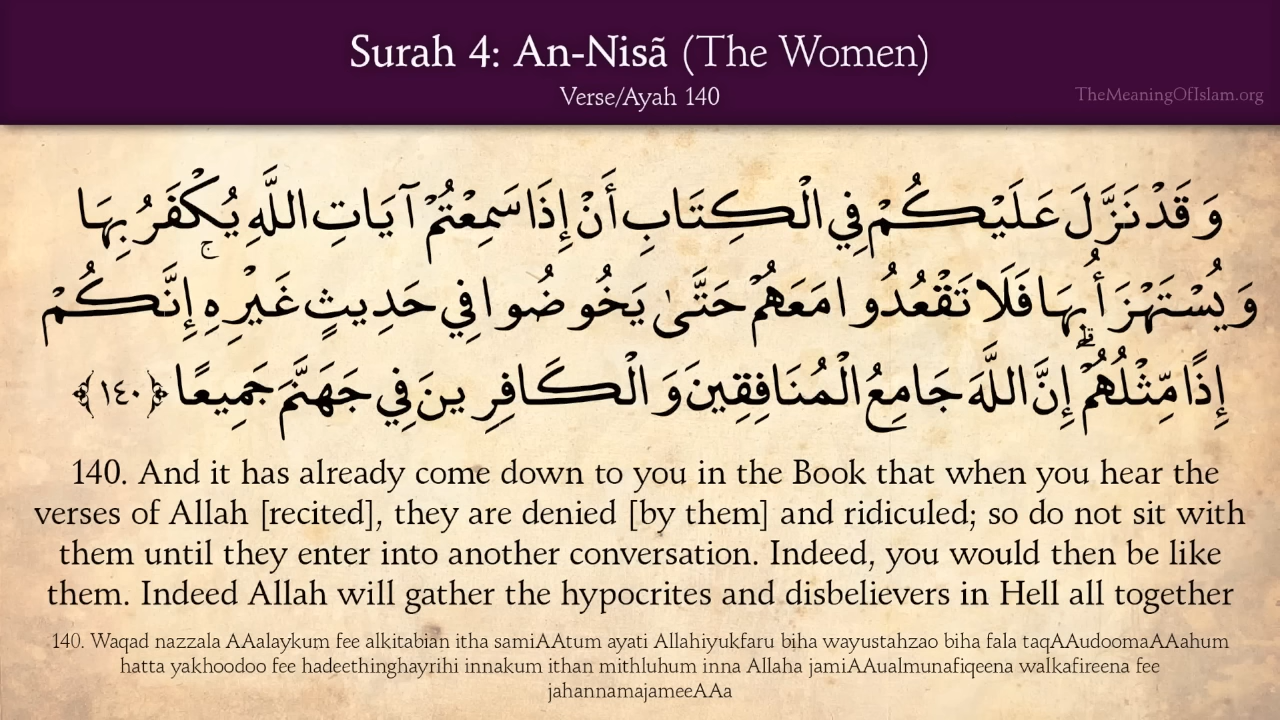 Surah 4: An-Nisã (The Women)
Verse/Ayah 140
TheMeaningOfIslam.org
وَقَدْ نَزَّلَ عَلَيْكُمْ فِي الْكِتَابِ أَنْ إِذَا سَمِعْتُمْ آيَاتِ اللَّهِ يُكْفَرُ بِهَا
وَيُسْتَهْزَأُ بِهَا فَلَا تَقْعُدُوا مَعَهُمْ حَتَّىٰ يَخُوضُوا فِي حَدِيثٍ غَيْرِهِ ۚ إِنَّكُمْ
إِذًا مِّثْلُهُمْ ۗ إِنَّ اللَّهَ جَامِعُ الْمُنَافِقِينَ وَالْكَافِرِينَ فِي جَهَنَّمَ جَمِيعًا ﴿١٤٠﴾
140. And it has already come down to you in the Book that when you hear the
verses of Allah [recited], they are denied [by them] and ridiculed; so do not sit with
them until they enter into another conversation. Indeed, you would then be like
them. Indeed Allah will gather the hypocrites and disbelievers in Hell all together
140. Waqad nazzala AAalaykum fee alkitabian itha samiAAtum ayati Allahiyukfaru biha wayustahzao biha fala taqAAudoomaAAahum
hatta yakhoodoo fee hadeethinghayrihi innakum ithan mithluhum inna Allaha jamiAAualmunafiqeena walkafireena fee
jahannamajameeAAa